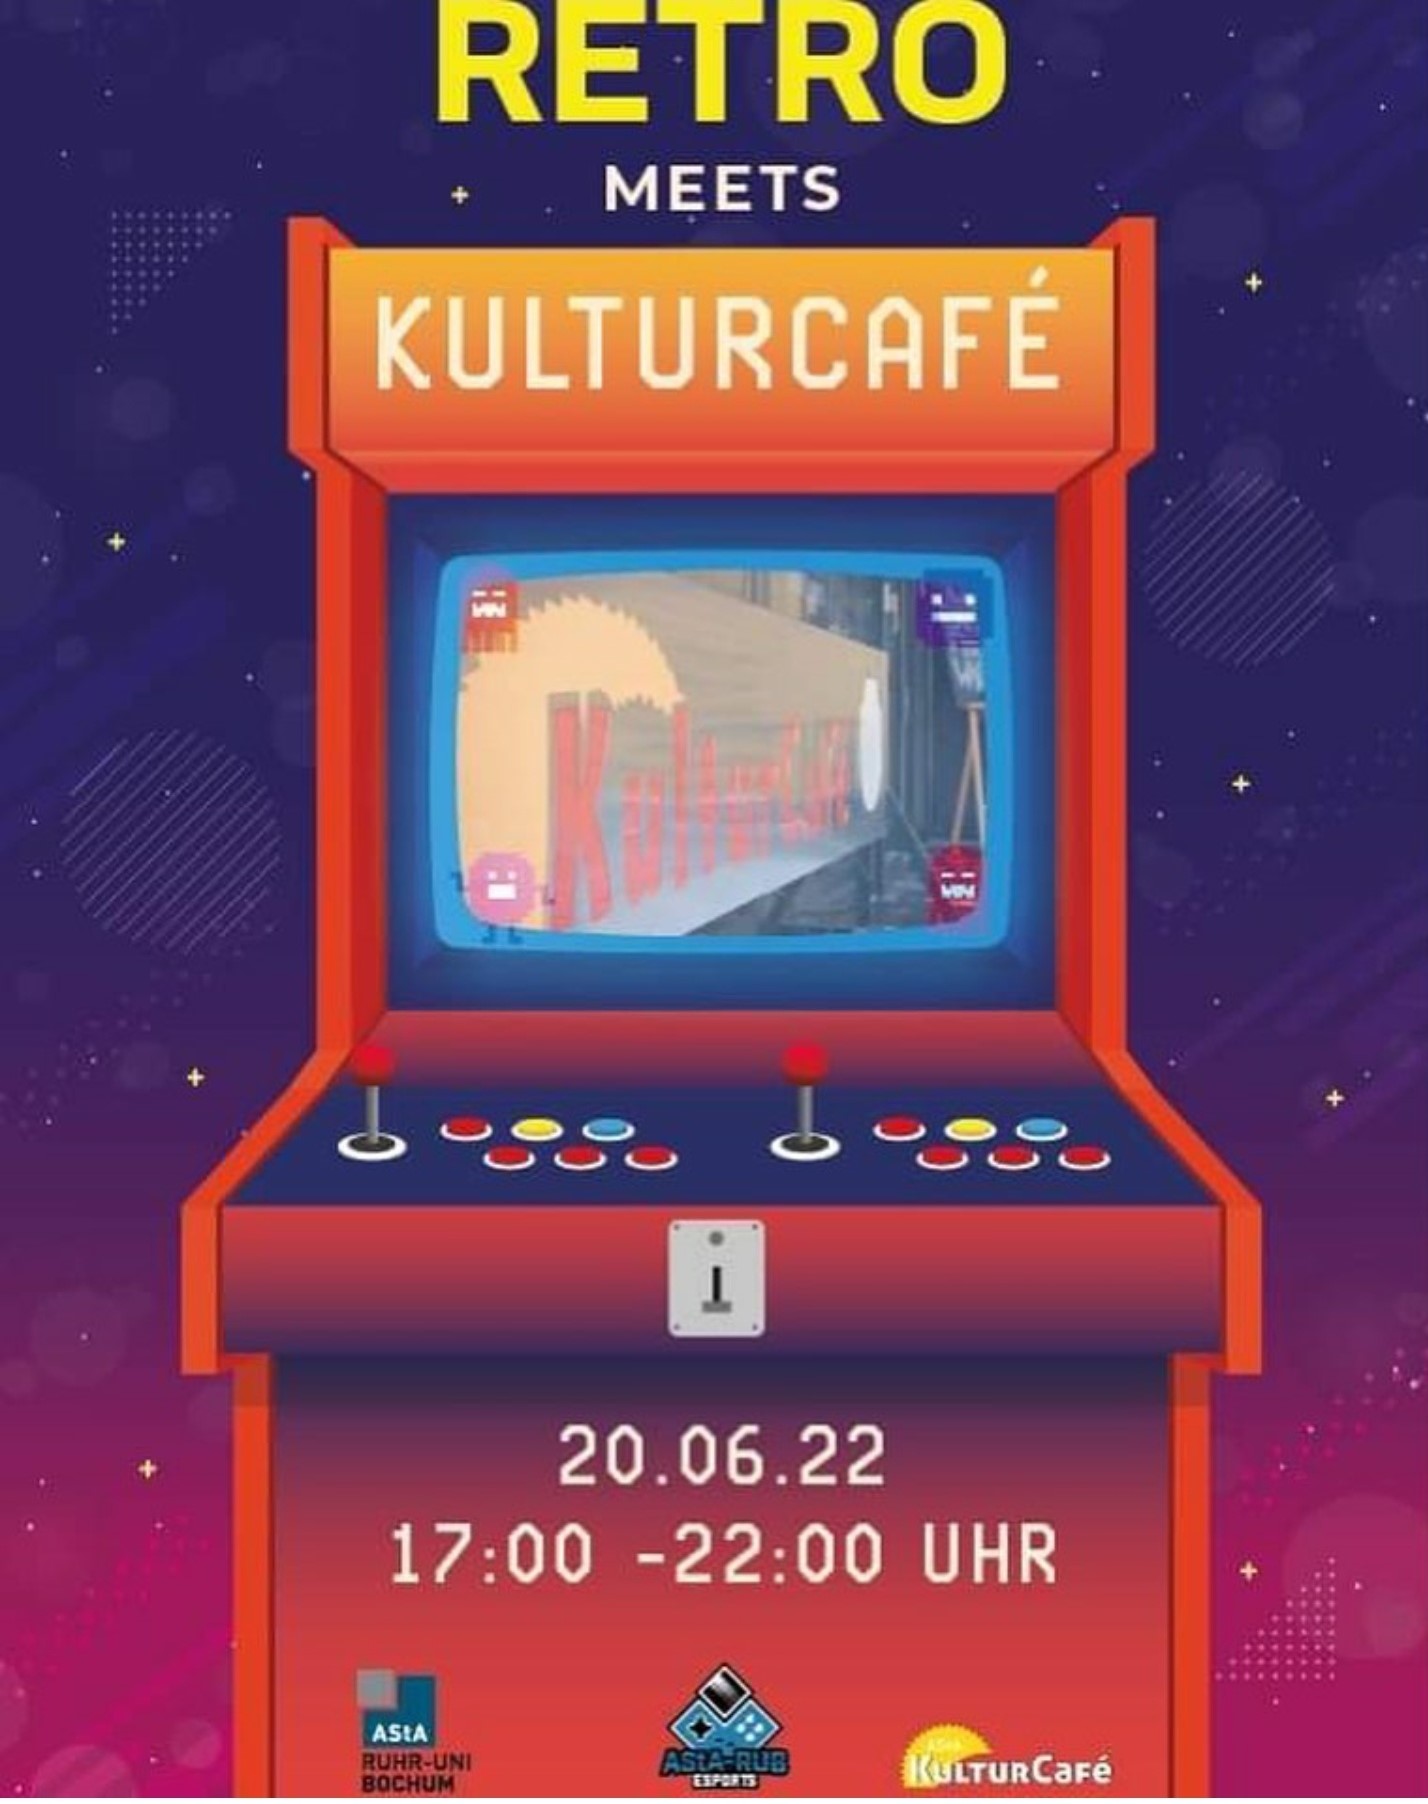 RETRO
MEETS
KULTURCAFÉ
KulturCafé
20.06.22
17:00 -22:00 UHR
AStA
RUHR-UNI
BOCHUM
ASTA-RUB
ESPORTS
KULTURCafé